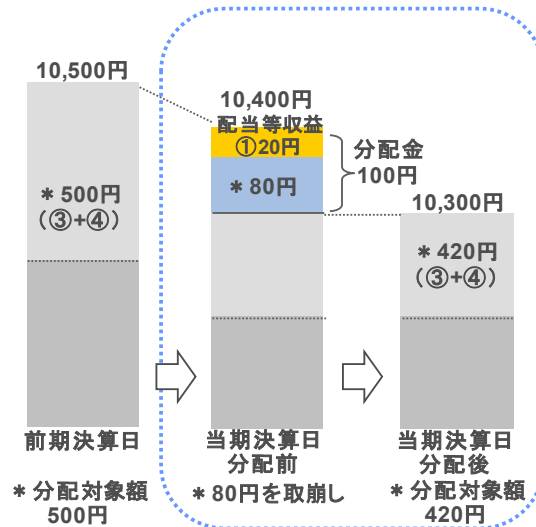 10,500円
*500円
(③+④)
前期決算日
*分配対象額
500円
10,400円
配当等収益
①20円
*80円
分配金
100円
当期決算日
分配前
*80円を取崩し
10,300円
*420円
(③+④)
当期決算日
分配後
*分配対象額
420円